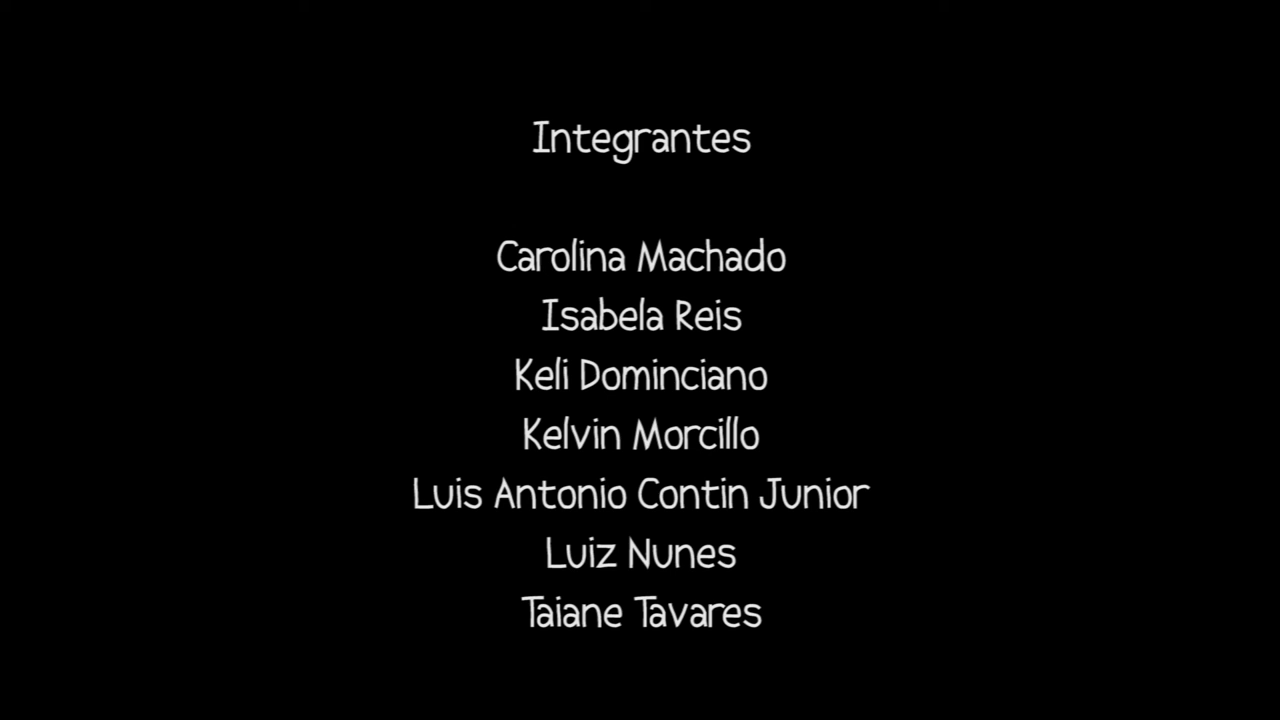 Integrantes
Carolina Machado
Isabela Reis
Keli Dominciano
Kelvin Morcillo
Luis Antonio Contin Junior
Luiz Nunes
Taiane Tavares